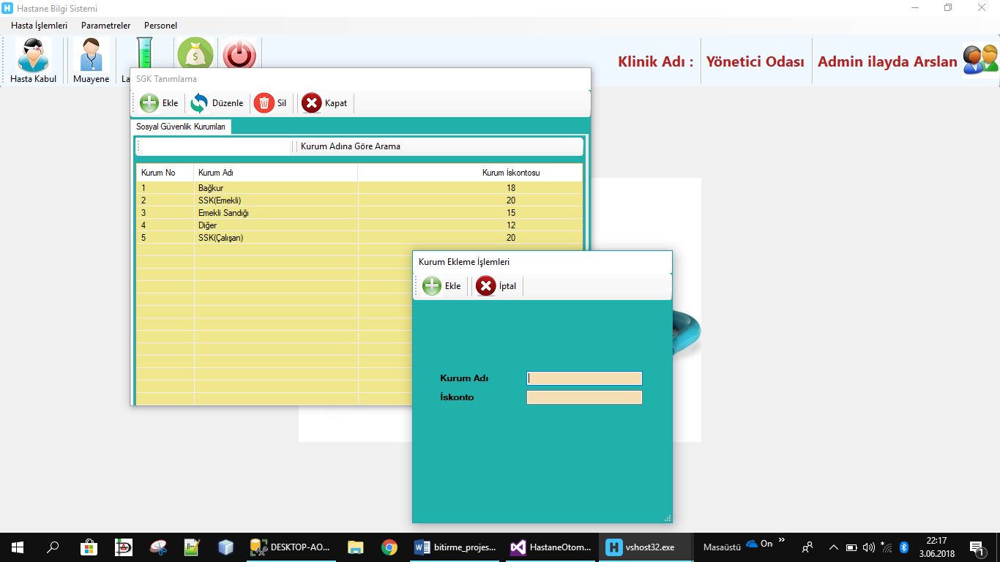 Hastane Bilgi Sistemi
Hasta İşlemleri Parametreler Personel
Hasta Kabul Muayene La
Klinik Adı : Yönetici Odası Admin ilayda Arslan
SGK Tanımlama
Ekle Düzenle Sil Kapat
Sosyal Güvenlik Kurumları
Kurum Adına Göre Arama
Kurum No Kurum Adı Kurum İskontosu
1 Bağkur 18
2 SSK(Emekli) 20
3 Emekli Sandığı 15
4 Diğer 12
5 SSK(Çalışan) 20
Kurum Ekleme İşlemleri
Ekle İptal
Kurum Adı
İskonto
DESKTOP-AO... bitirme_projes... HastaneOtom... vshost32.exe Masaüstü On 22:17
3.06.2018 1